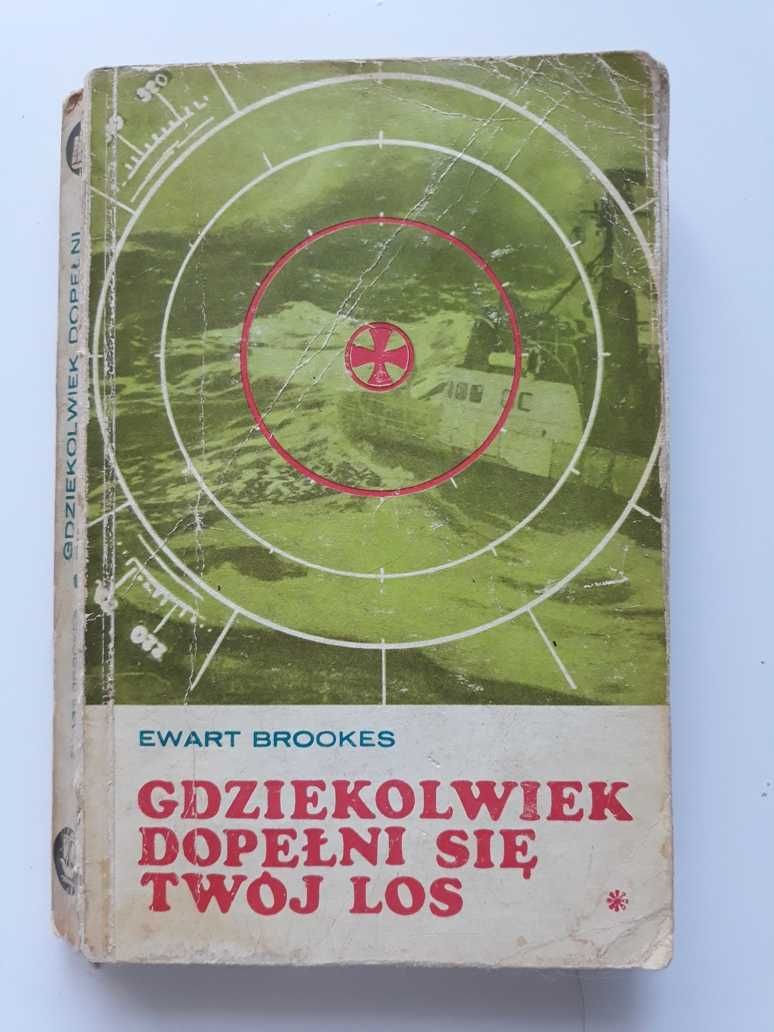 EWART BROOKES
GDZIEKOLWIEK
DOPEŁNI SIĘ
TWÓJ LOS *
GDZIEKOLWIEK DOPEŁNI